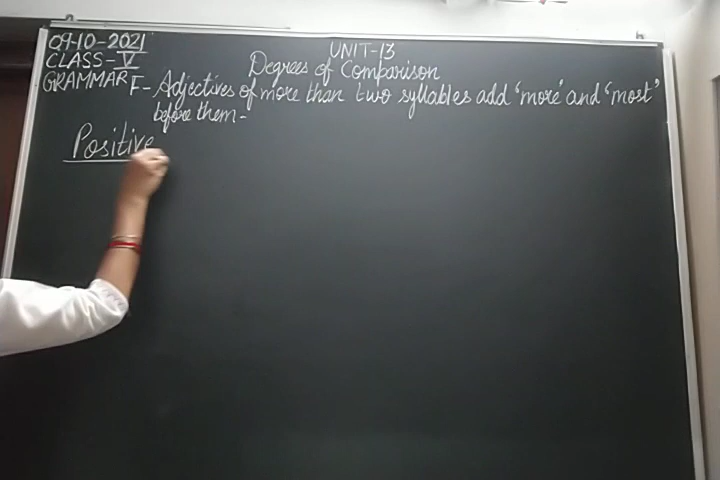 09-10-2021
UNIT-13
CLASS-V
Degrees of Comparison
GRAMMAR
F- Adjectives of more than two syllables add 'more' and 'most'
before them-
Positive